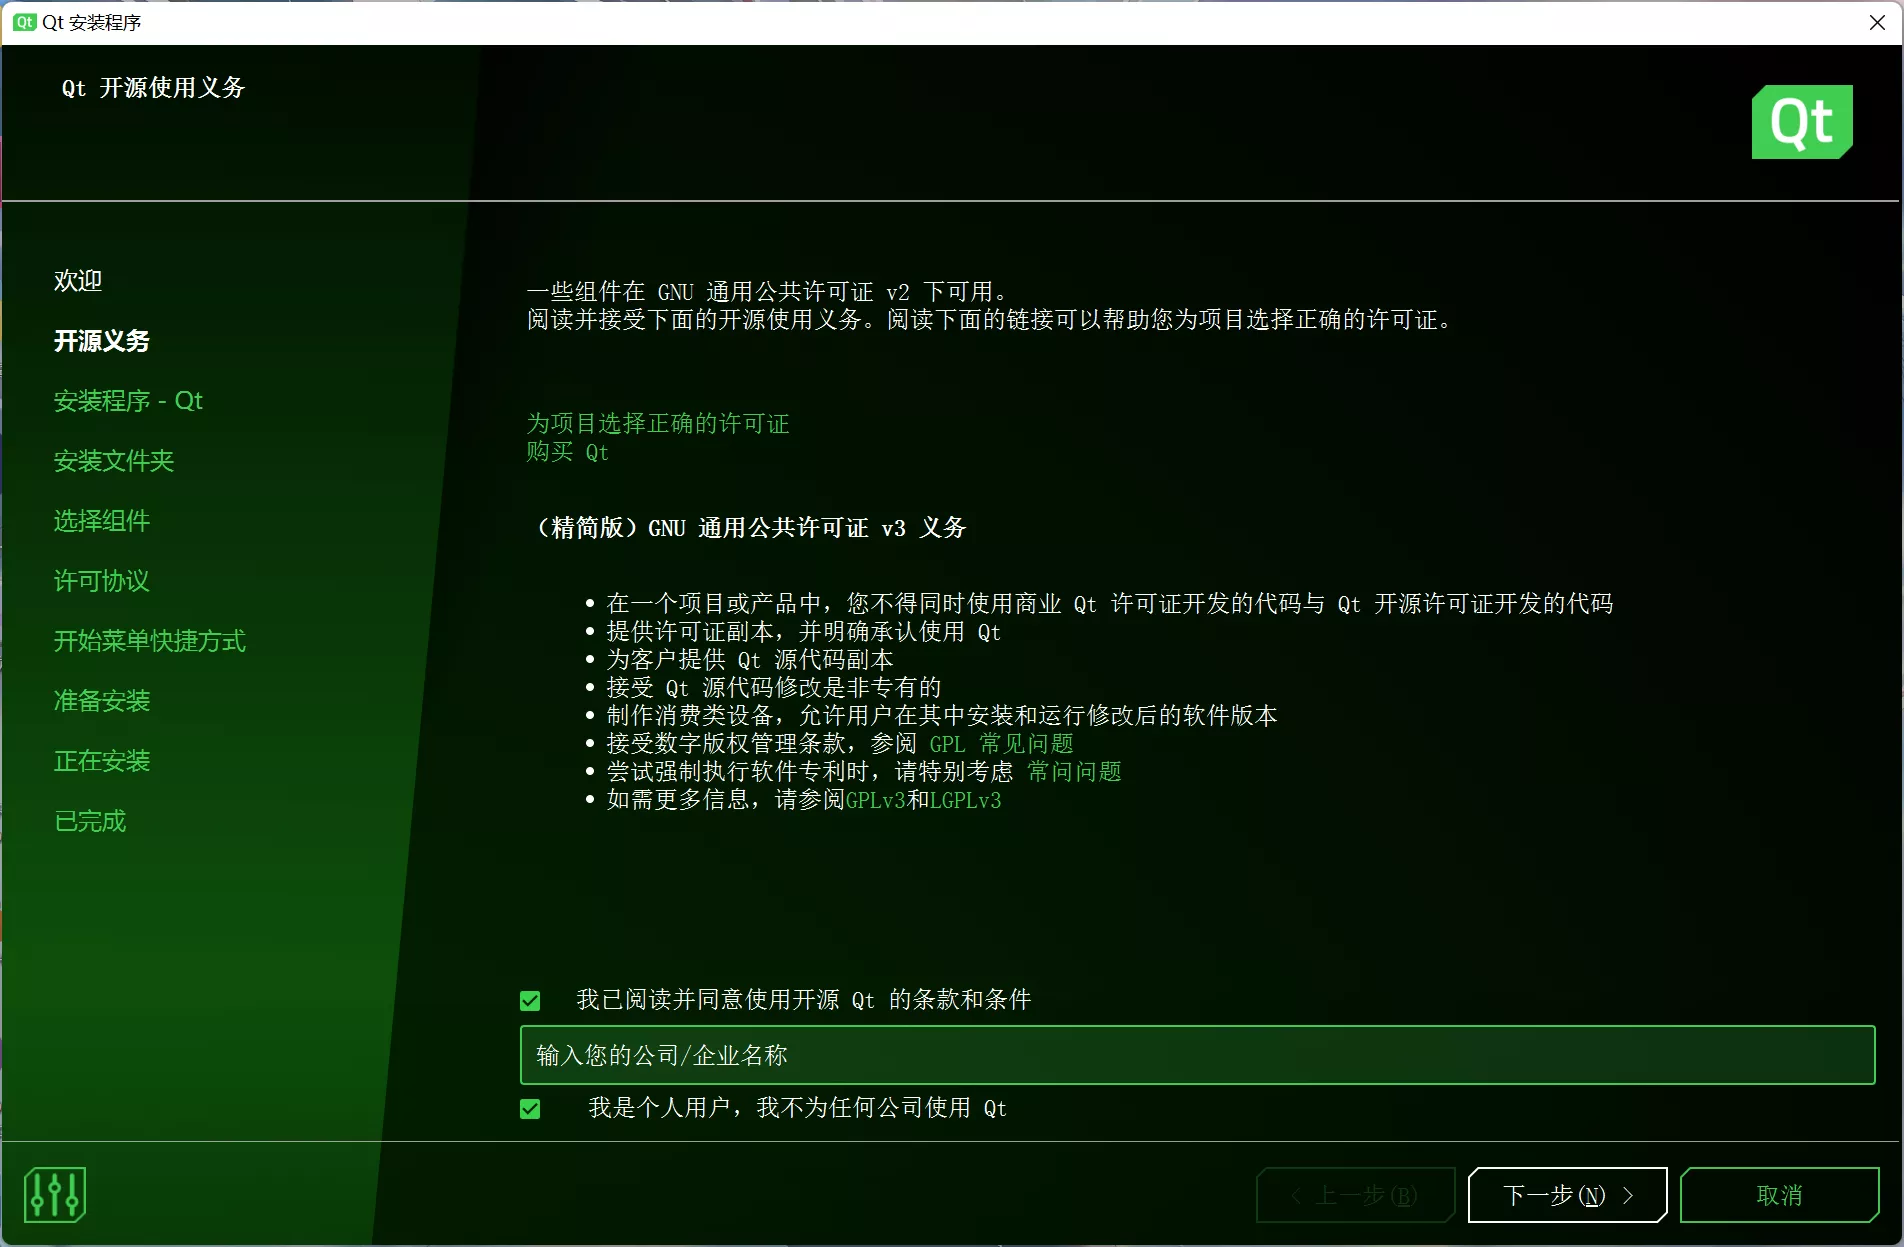 Qt 安装程序
Qt 开源使用义务
Qt
欢迎
开源义务
安装程序 - Qt
安装文件夹
选择组件
许可协议
开始菜单快捷方式
准备安装
正在安装
已完成
一些组件在 GNU 通用公共许可证 v2 下可用。
阅读并接受下面的开源使用义务。阅读下面的链接可以帮助您为项目选择正确的许可证。
为项目选择正确的许可证
购买 Qt
（精简版）GNU 通用公共许可证 v3 义务
• 在一个项目或产品中，您不得同时使用商业 Qt 许可证开发的代码与 Qt 开源许可证开发的代码
• 提供许可证副本，并明确承认使用 Qt
• 为客户提供 Qt 源代码副本
• 接受 Qt 源代码修改是非专有的
• 制作消费类设备，允许用户在其中安装和运行修改后的软件版本
• 接受数字版权管理条款，参阅 GPL 常见问题
• 尝试强制执行软件专利时，请特别考虑 常问问题
• 如需更多信息，请参阅GPLv3和LGPLv3
我已阅读并同意使用开源 Qt 的条款和条件
输入您的公司/企业名称
我是个人用户，我不为任何公司使用 Qt
< 上一步(B)
下一步(N) >
取消